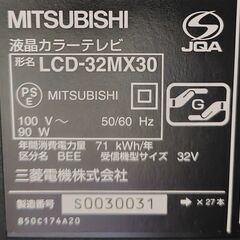 MITSUBISHI
JQA
液晶カラーテレビ
形名 LCD-32MX30
PS
E
MITSUBISHI
G
100 V～ 50/60 Hz
90 W
年間消費電力量 71 kWh/年
区分名 BEE 受信機型サイズ 32V
三菱電機株式会社
製造番号 S0030031 → ×27本
850C174A20